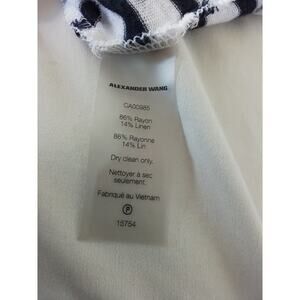 ALEXANDER WANG
CA00985
86% Rayon
14% Linen
86% Rayonne
14% Lin
Dry clean only.
Nettoyer à sec
seulement.
Fabriqué au Vietnam
P
15754